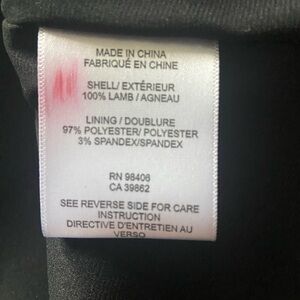 MADE IN CHINA
FABRIQUÉ EN CHINE
SHELL/ EXTÉRIEUR
100% LAMB / AGNEAU
LINING / DOUBLURE
97% POLYESTER/ POLYESTER
3% SPANDEX/SPANDEX
RN 98406
CA 39862
SEE REVERSE SIDE FOR CARE
INSTRUCTION
DIRECTIVE D'ENTRETIEN AU
VERSO